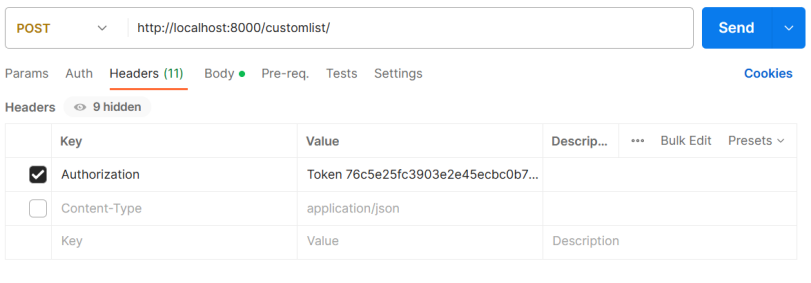 POST http://localhost:8000/customlist/ Send
Params Auth Headers (11) Body Pre-req. Tests Settings Cookies
Headers 9 hidden
Key Value Descrip... ••• Bulk Edit Presets
Authorization Token 76c5e25fc3903e2e45ecbc0b7...
Content-Type application/json
Key Value Description